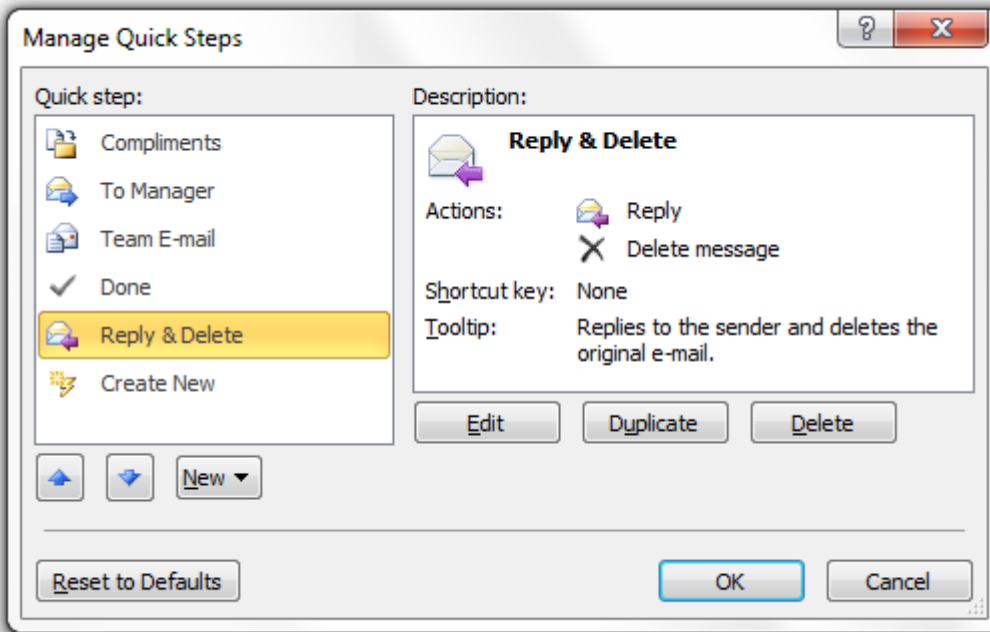 Manage Quick Steps
Quick step:
Compliments
To Manager
Team E-mail
Done
Reply & Delete
Create New
New
Description:
Reply & Delete
Actions: Reply
Delete message
Shortcut key: None
Tooltip: Replies to the sender and deletes the
original e-mail.
Edit Duplicate Delete
Reset to Defaults OK Cancel